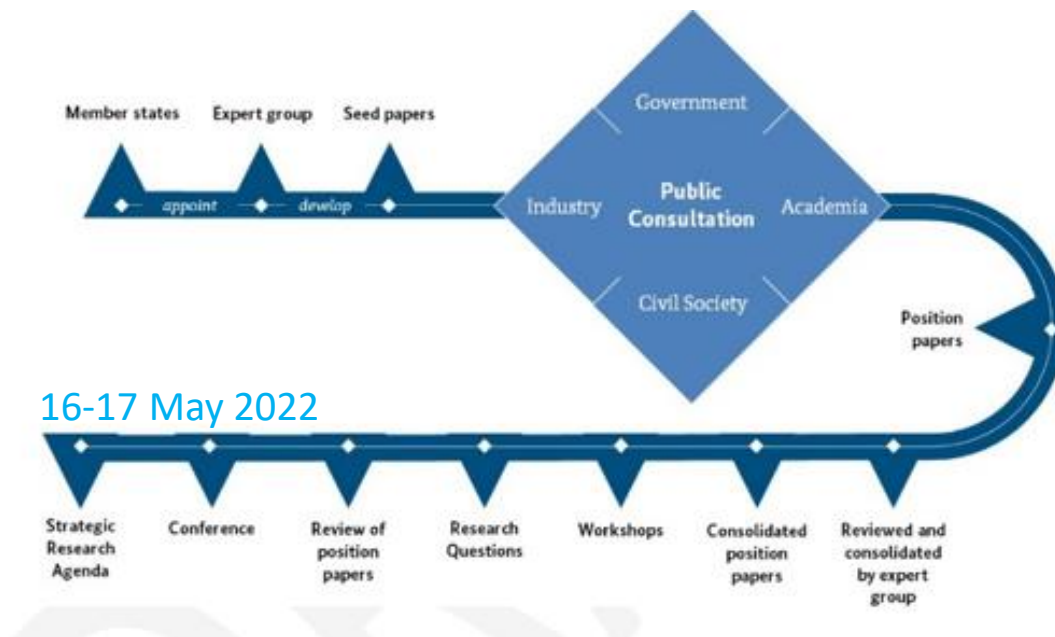 Member states
Expert group
Seed papers
appoint
develop
Government
Industry
Public
Consultation
Academia
Civil Society
Position
papers
16-17 May 2022
Strategic
Research
Agenda
Conference
Review of
position
papers
Research
Questions
Workshops
Consolidated
position
papers
Reviewed and
consolidated
by expert
group